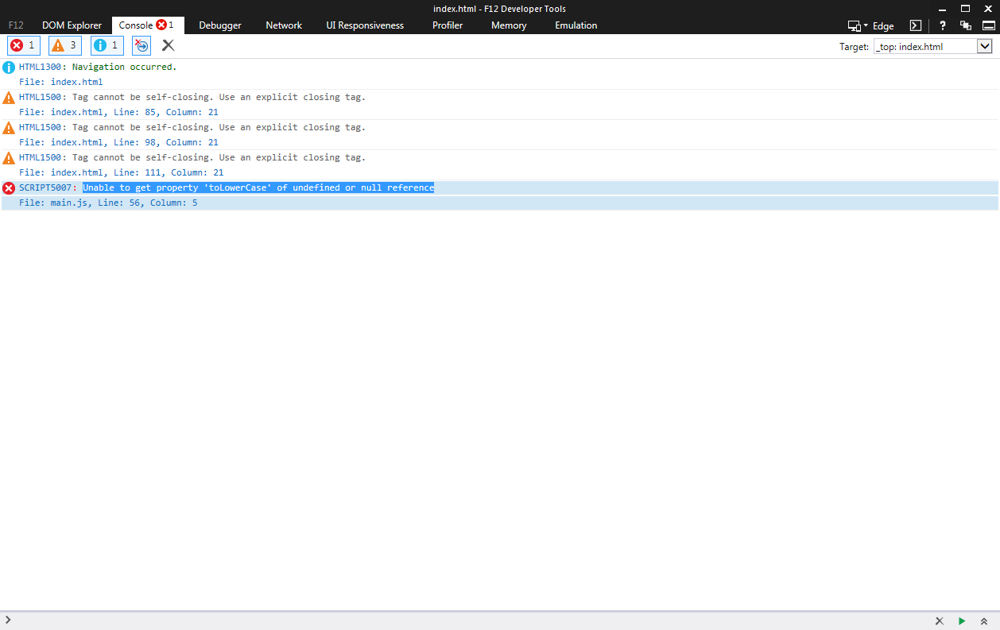 index.html - F12 Developer Tools
F12 DOM Explorer Console 1 Debugger Network UI Responsiveness Profiler Memory Emulation Edge ?
1 3 1 Target: _top: index.html
HTML1300: Navigation occurred.
File: index.html
HTML1500: Tag cannot be self-closing. Use an explicit closing tag.
File: index.html, Line: 85, Column: 21
HTML1500: Tag cannot be self-closing. Use an explicit closing tag.
File: index.html, Line: 98, Column: 21
HTML1500: Tag cannot be self-closing. Use an explicit closing tag.
File: index.html, Line: 111, Column: 21
SCRIPT5007: Unable to get property 'toLowerCase' of undefined or null reference
File: main.js, Line: 56, Column: 5